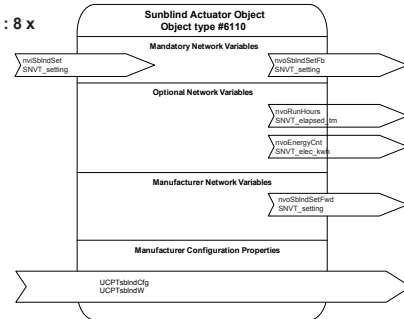 : 8 x
Sunblind Actuator Object
Object type #6110
Mandatory Network Variables
nviSblndSet
SNVT_setting
nvoSblndSetFb
SNVT_setting
Optional Network Variables
nvoRunHours
SNVT_elapsed_tm
nvoEnergyCnt
SNVT_elec_kwh
Manufacturer Network Variables
nvoSblndSetFwd
SNVT_setting
Manufacturer Configuration Properties
UCPTsblndCfg
UCPTsblndW